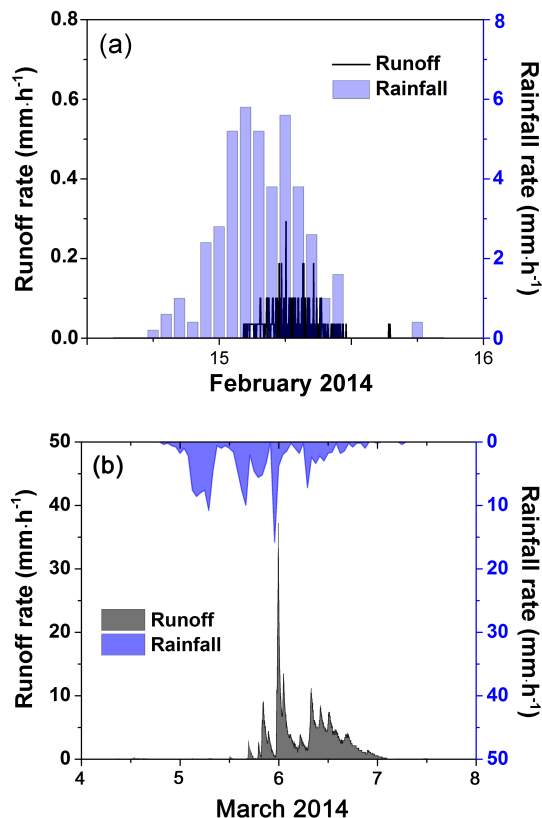 (a)
Runoff
Rainfall
Runoff rate (mm·h⁻¹)
0.8
0.6
0.4
0.2
0.0
Rainfall rate (mm·h⁻¹)
8
6
4
2
0
15
16
February 2014
(b)
Runoff
Rainfall
Runoff rate (mm·h⁻¹)
50
40
30
20
10
0
Rainfall rate (mm·h⁻¹)
0
10
20
30
40
50
4
5
6
7
8
March 2014